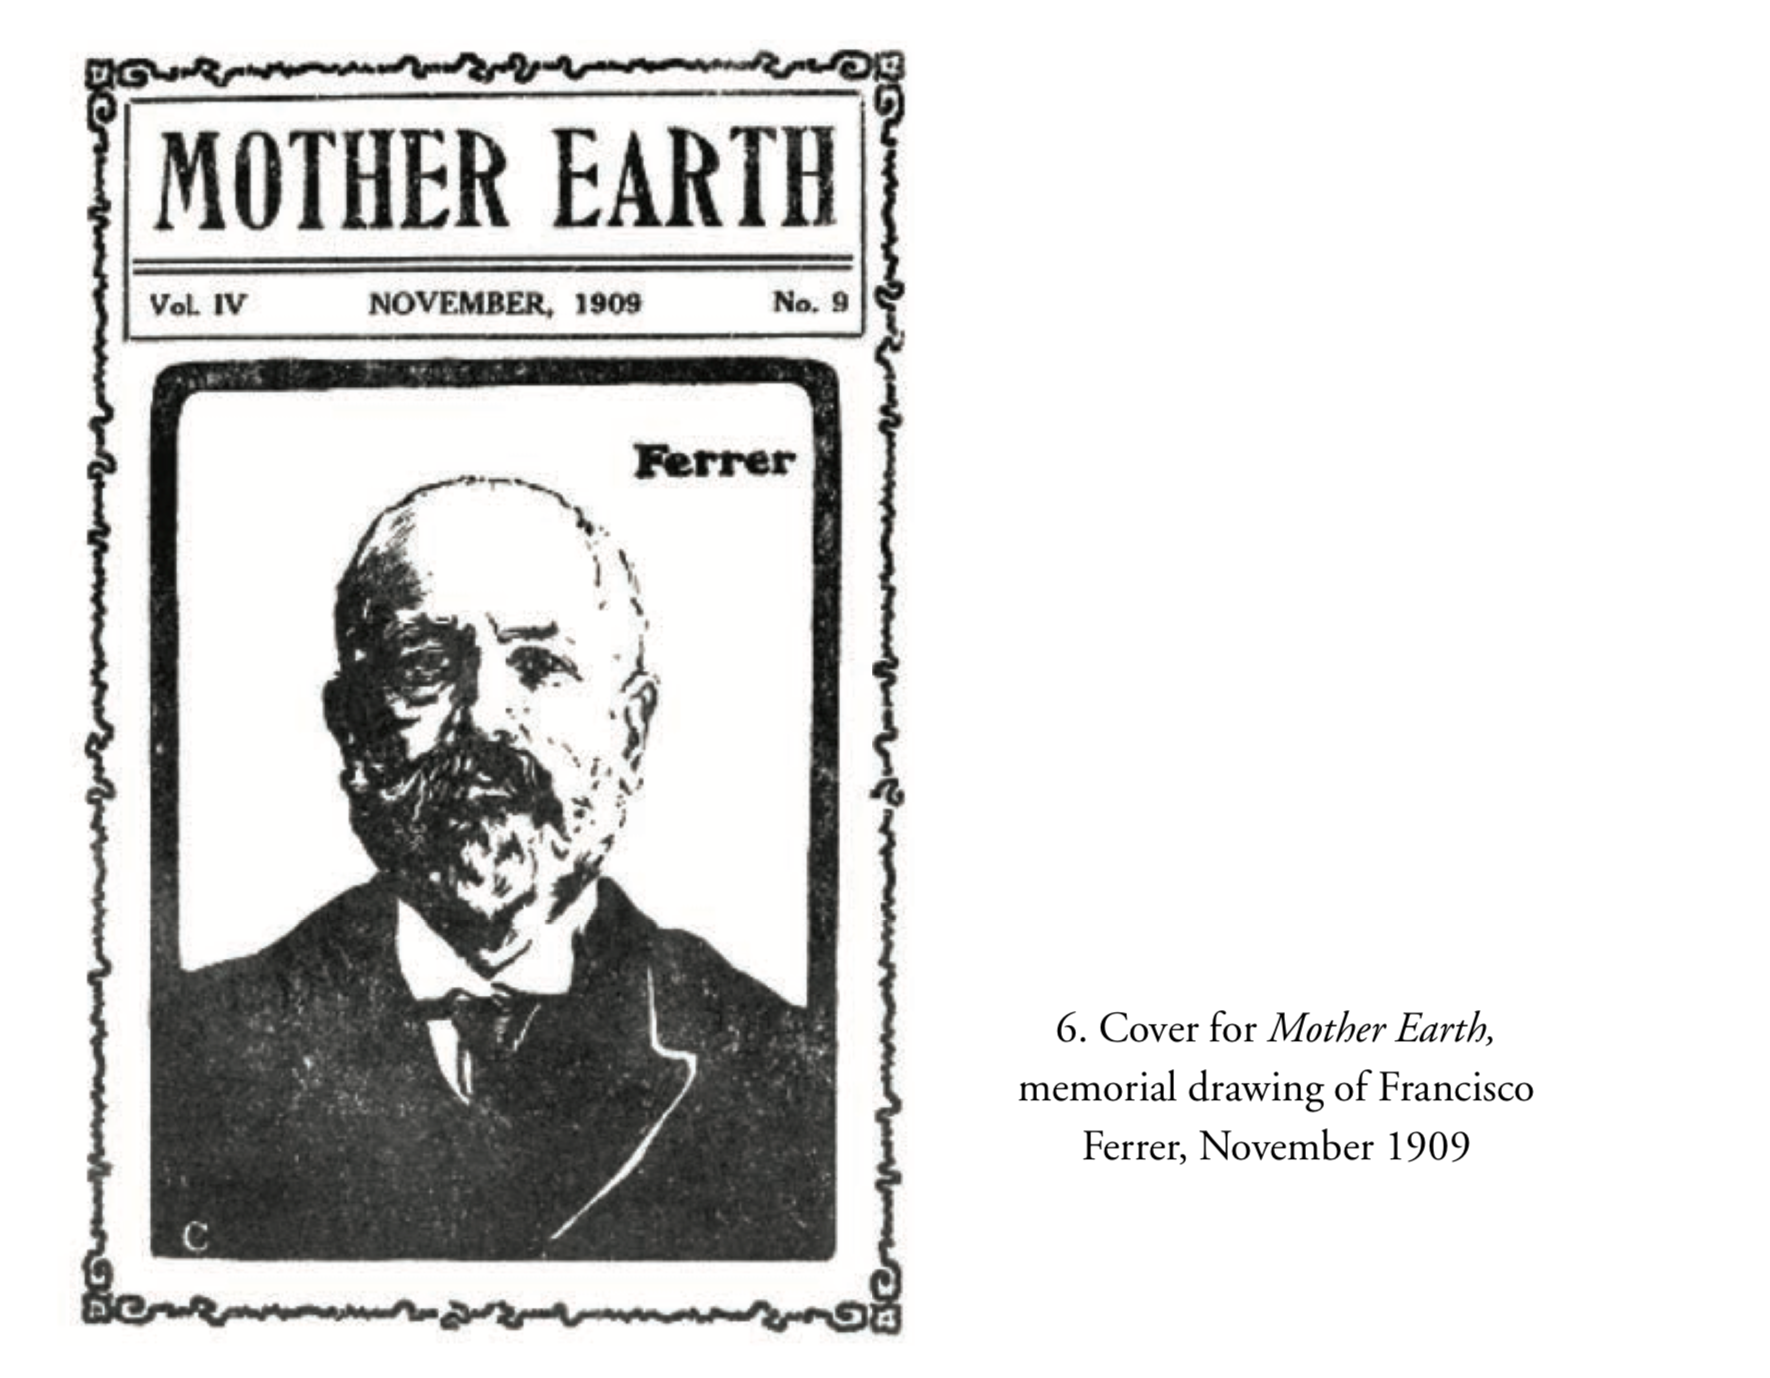 MOTHER EARTH
Vol. IV NOVEMBER, 1909 No. 9
Ferrer
C
6. Cover for Mother Earth,
memorial drawing of Francisco
Ferrer, November 1909